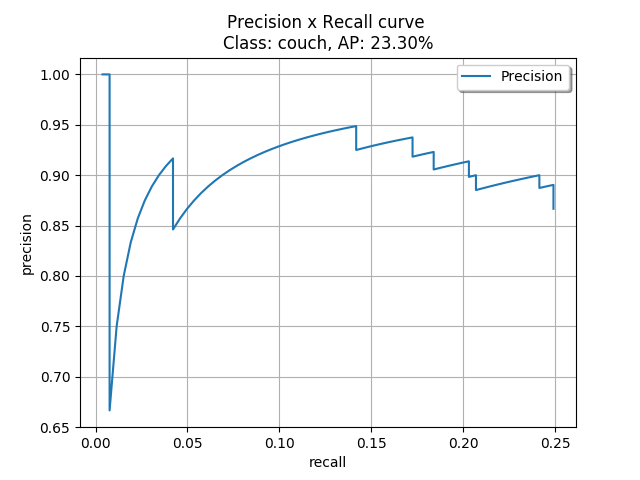 Precision x Recall curve
Class: couch, AP: 23.30%
Precision
1.00
0.95
0.90
0.85
0.80
0.75
0.70
0.65
precision
0.00 0.05 0.10 0.15 0.20 0.25
recall